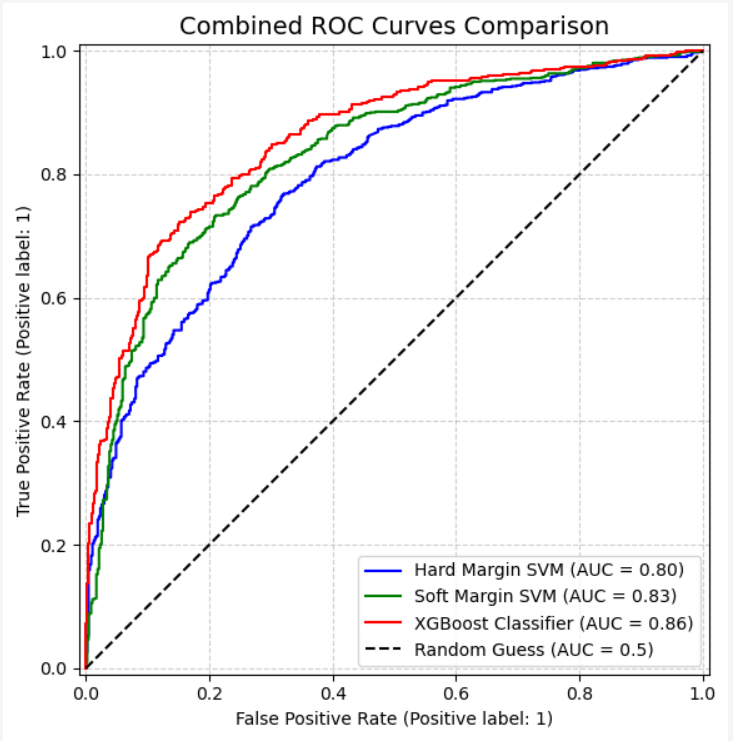 Combined ROC Curves Comparison
True Positive Rate (Positive label: 1)
1.0
0.8
0.6
0.4
0.2
0.0
Hard Margin SVM (AUC = 0.80)
Soft Margin SVM (AUC = 0.83)
XGBoost Classifier (AUC = 0.86)
Random Guess (AUC = 0.5)
0.0 0.2 0.4 0.6 0.8 1.0
False Positive Rate (Positive label: 1)